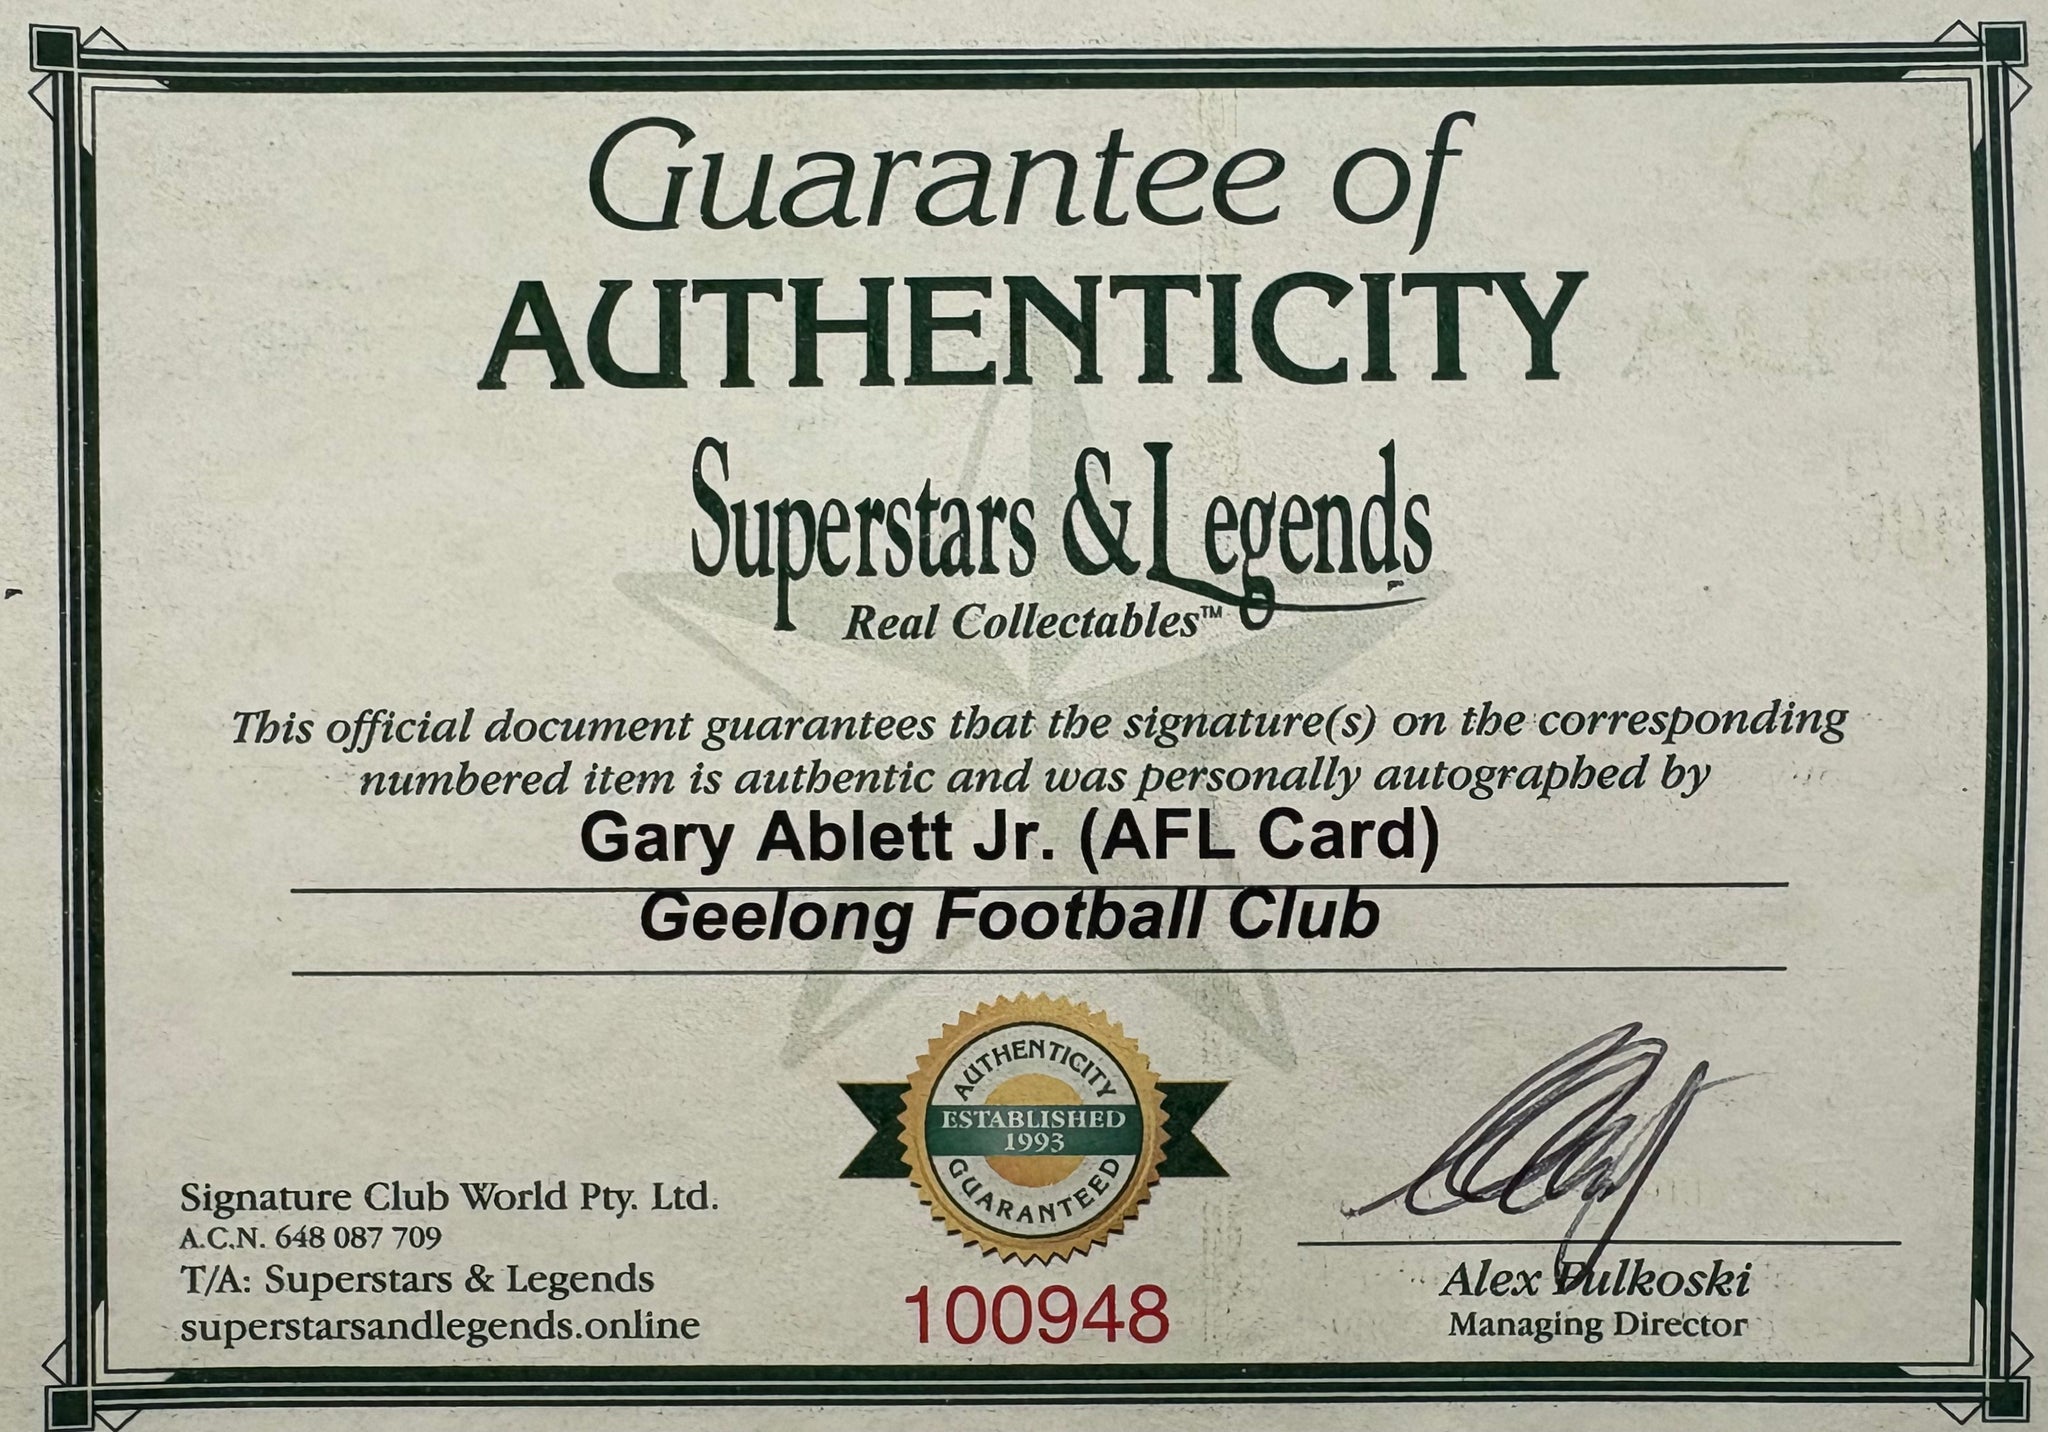 Guarantee of
AUTHENTICITY
Superstars & Legends
Real Collectables™
This official document guarantees that the signature(s) on the corresponding
numbered item is authentic and was personally autographed by
Gary Ablett Jr. (AFL Card)
Geelong Football Club
AUTHENTICITY
ESTABLISHED
1993
GUARANTEED
100948
Signature Club World Pty. Ltd.
A.C.N. 648 087 709
T/A: Superstars & Legends
superstarsandlegends.online
Alex Pulkoski
Managing Director